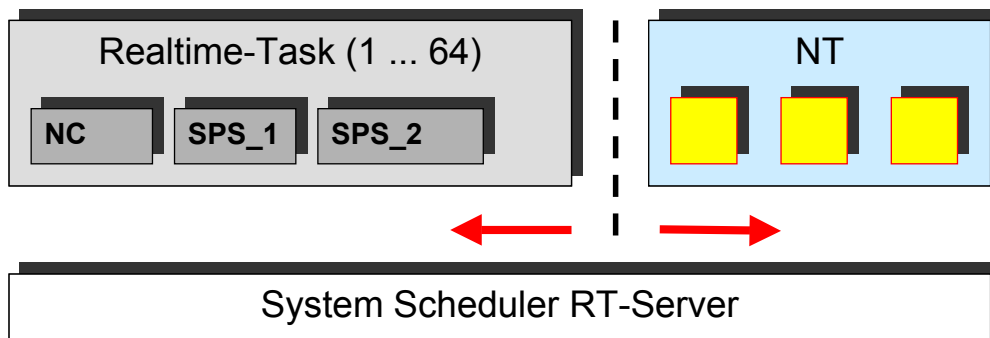 Realtime-Task (1 ... 64)
NT
NC
SPS_1
SPS_2
System Scheduler RT-Server